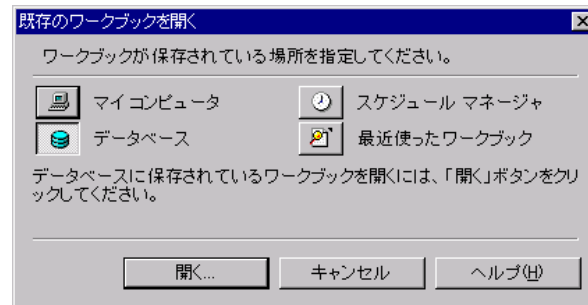 既存のワークブックを開く
ワークブックが保存されている場所を指定してください。
マイ コンピュータ
スケジュール マネージャ
データベース
最近使ったワークブック
データベースに保存されているワークブックを開くには、「開く」ボタンをクリ
ックしてください。
開く...
キャンセル
ヘルプ(H)